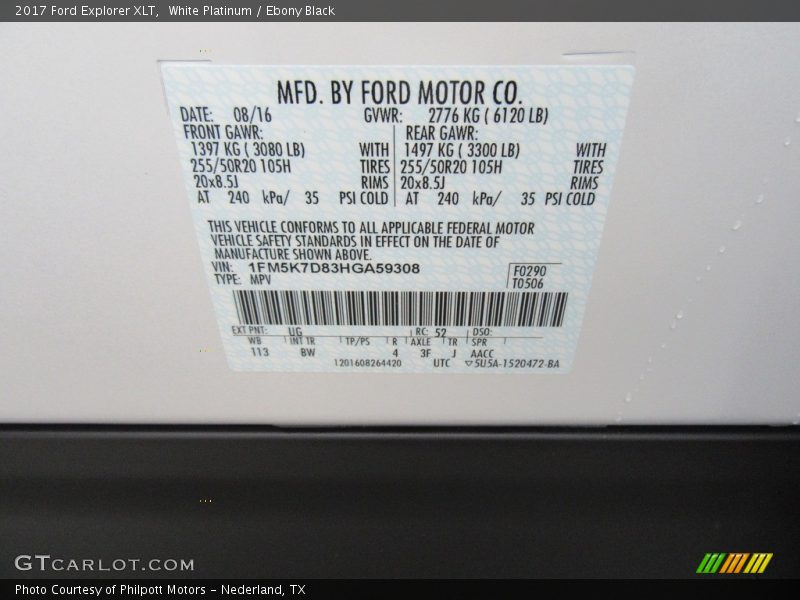 2017 Ford Explorer XLT,  White Platinum / Ebony Black
MFD. BY FORD MOTOR CO.
DATE: 08/16 GVWR: 2776 KG ( 6120 LB)
FRONT GAWR: REAR GAWR:
1397 KG ( 3080 LB) WITH 1497 KG ( 3300 LB) WITH
255/50R20 105H TIRES 255/50R20 105H TIRES
20x8.5J RIMS 20x8.5J RIMS
AT 240 kPa/ 35 PSI COLD AT 240 kPa/ 35 PSI COLD
THIS VEHICLE CONFORMS TO ALL APPLICABLE FEDERAL MOTOR
VEHICLE SAFETY STANDARDS IN EFFECT ON THE DATE OF
MANUFACTURE SHOWN ABOVE.
VIN: 1FM5K7D83HGA59308 F0290
TYPE: MPV T0506
EXT PNT: UG RC: 52 DSO:
WB INT TR TP/PS R AXLE TR SPR
113 BW 4 3F J AACC
1201608264420 UTC ▽5U5A-1520472-BA
GTCARLOT.COM
Photo Courtesy of Philpott Motors - Nederland, TX